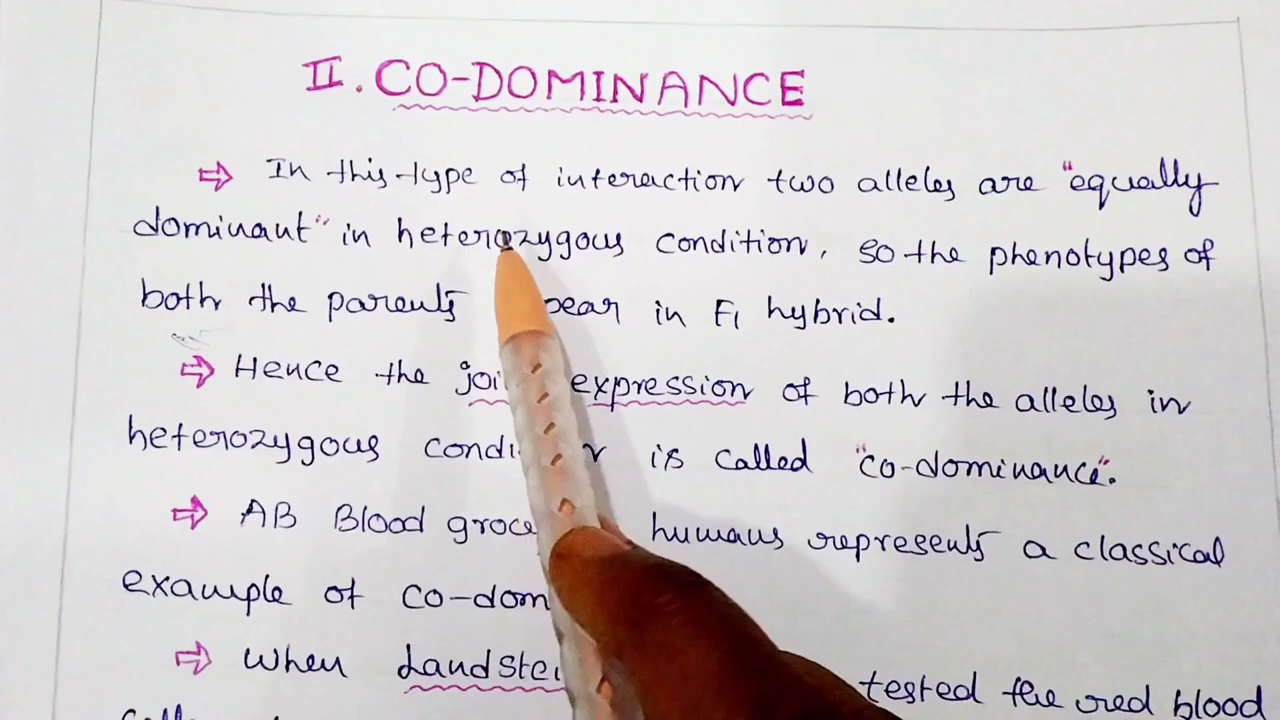 II. CO-DOMINANCE
⇨ In this type of interaction two alleles are "equally
dominant" in heterozygous condition, so the phenotypes of
both the parents pear in F1 hybrid.
⇨ Hence the joi expression of both the alleles in
heterozygous condi is called "co-dominance".
⇨ AB Blood humans represents a classical
example of co-dom
⇨ When Landstei tested the red blood